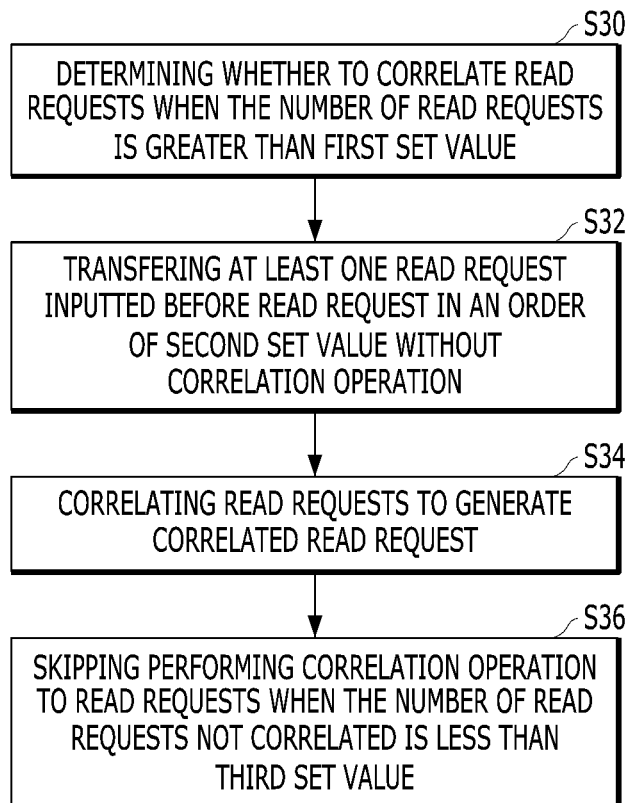 S30
DETERMINING WHETHER TO CORRELATE READ
REQUESTS WHEN THE NUMBER OF READ REQUESTS
IS GREATER THAN FIRST SET VALUE
S32
TRANSFERING AT LEAST ONE READ REQUEST
INPUTTED BEFORE READ REQUEST IN AN ORDER
OF SECOND SET VALUE WITHOUT
CORRELATION OPERATION
S34
CORRELATING READ REQUESTS TO GENERATE
CORRELATED READ REQUEST
S36
SKIPPING PERFORMING CORRELATION OPERATION
TO READ REQUESTS WHEN THE NUMBER OF READ
REQUESTS NOT CORRELATED IS LESS THAN
THIRD SET VALUE